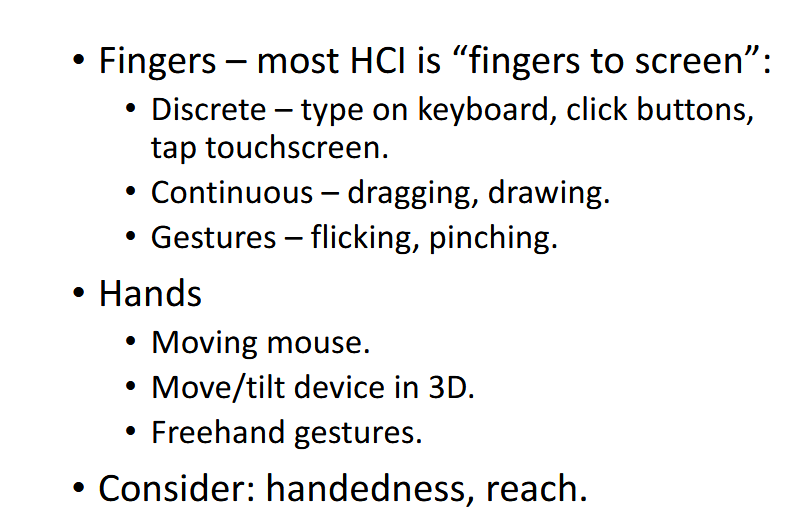 • Fingers – most HCI is “fingers to screen”:
• Discrete – type on keyboard, click buttons,
tap touchscreen.
• Continuous – dragging, drawing.
• Gestures – flicking, pinching.
• Hands
• Moving mouse.
• Move/tilt device in 3D.
• Freehand gestures.
• Consider: handedness, reach.